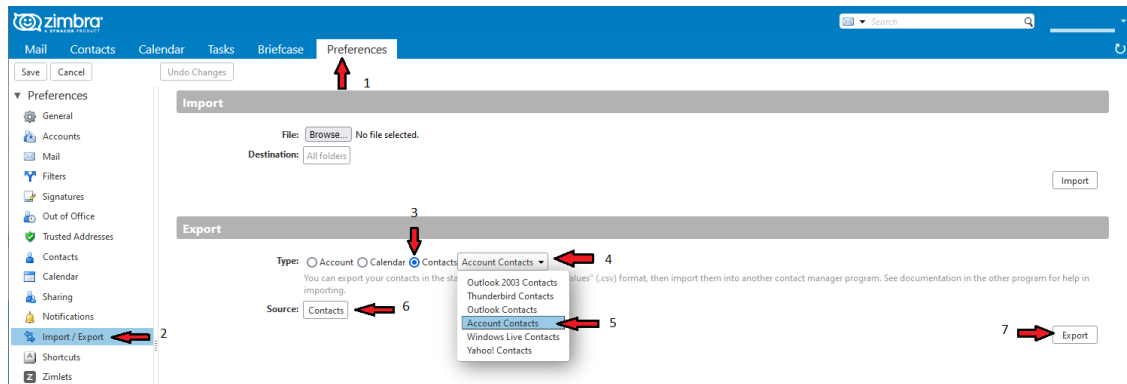 zimbra
A SYNACOR PRODUCT
Search
Mail Contacts Calendar Tasks Briefcase Preferences
Save Cancel Undo Changes
1
Preferences
Import
General
Accounts
File: Browse... No file selected.
Mail
Destination: All folders
Filters
Import
Signatures
Out of Office
3
Export
Trusted Addresses
Contacts
Type: Account Calendar Contacts Account Contacts 4
Calendar
You can export your contacts in the sta alues" (.csv) format, then import them into another contact manager program. See documentation in the other program for help in
importing.
Outlook 2003 Contacts
Sharing
Thunderbird Contacts
Source: Contacts 6
Outlook Contacts
Notifications
Account Contacts 5
Import / Export 2
Windows Live Contacts
7 Export
Yahoo! Contacts
A Shortcuts
Z Zimlets